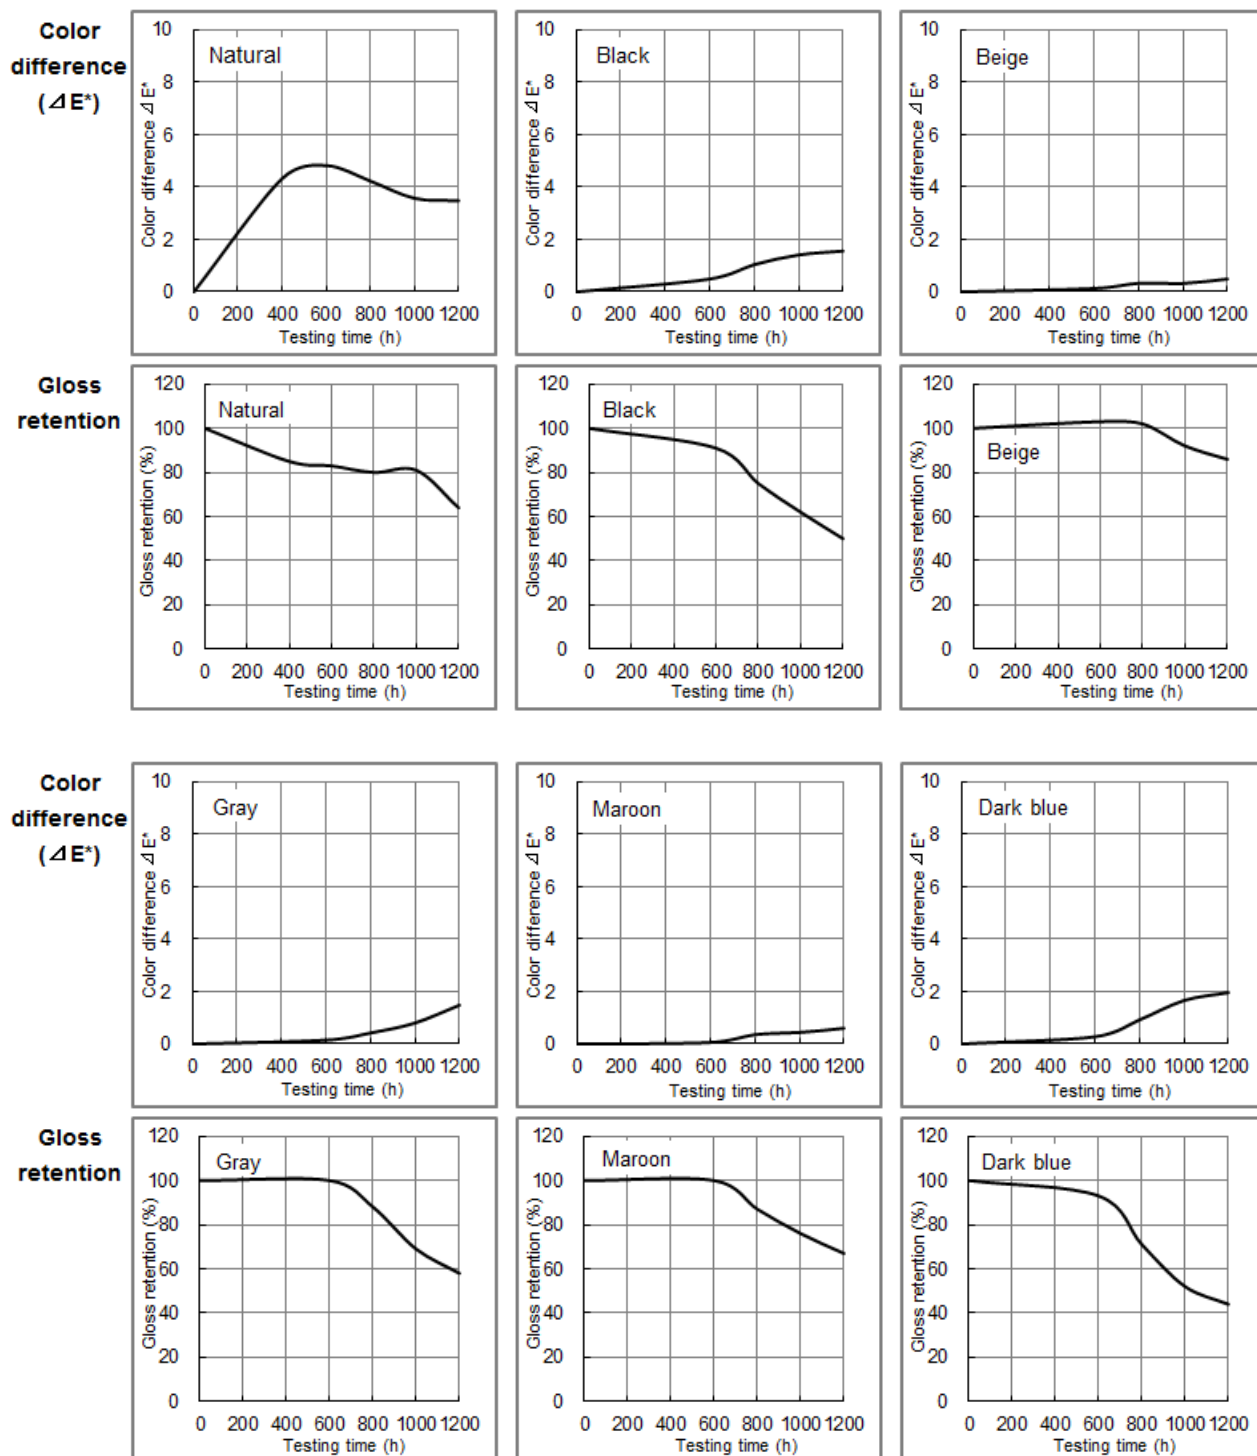 Color
difference
(⊿E*)
Color difference ⊿E*
10
8
6
4
2
0
Natural
0 200 400 600 800 1000 1200
Testing time (h)
Color difference ⊿E*
10
8
6
4
2
0
Black
0 200 400 600 800 1000 1200
Testing time (h)
Color difference ⊿E*
10
8
6
4
2
0
Beige
0 200 400 600 800 1000 1200
Testing time (h)
Gloss
retention
Gloss retention (%)
120
100
80
60
40
20
0
Natural
0 200 400 600 800 1000 1200
Testing time (h)
Gloss retention (%)
120
100
80
60
40
20
0
Black
0 200 400 600 800 1000 1200
Testing time (h)
Gloss retention (%)
120
100
80
60
40
20
0
Beige
0 200 400 600 800 1000 1200
Testing time (h)
Color
difference
(⊿E*)
Color difference ⊿E*
10
8
6
4
2
0
Gray
0 200 400 600 800 1000 1200
Testing time (h)
Color difference ⊿E*
10
8
6
4
2
0
Maroon
0 200 400 600 800 1000 1200
Testing time (h)
Color difference ⊿E*
10
8
6
4
2
0
Dark blue
0 200 400 600 800 1000 1200
Testing time (h)
Gloss
retention
Gloss retention (%)
120
100
80
60
40
20
0
Gray
0 200 400 600 800 1000 1200
Testing time (h)
Gloss retention (%)
120
100
80
60
40
20
0
Maroon
0 200 400 600 800 1000 1200
Testing time (h)
Gloss retention (%)
120
100
80
60
40
20
0
Dark blue
0 200 400 600 800 1000 1200
Testing time (h)